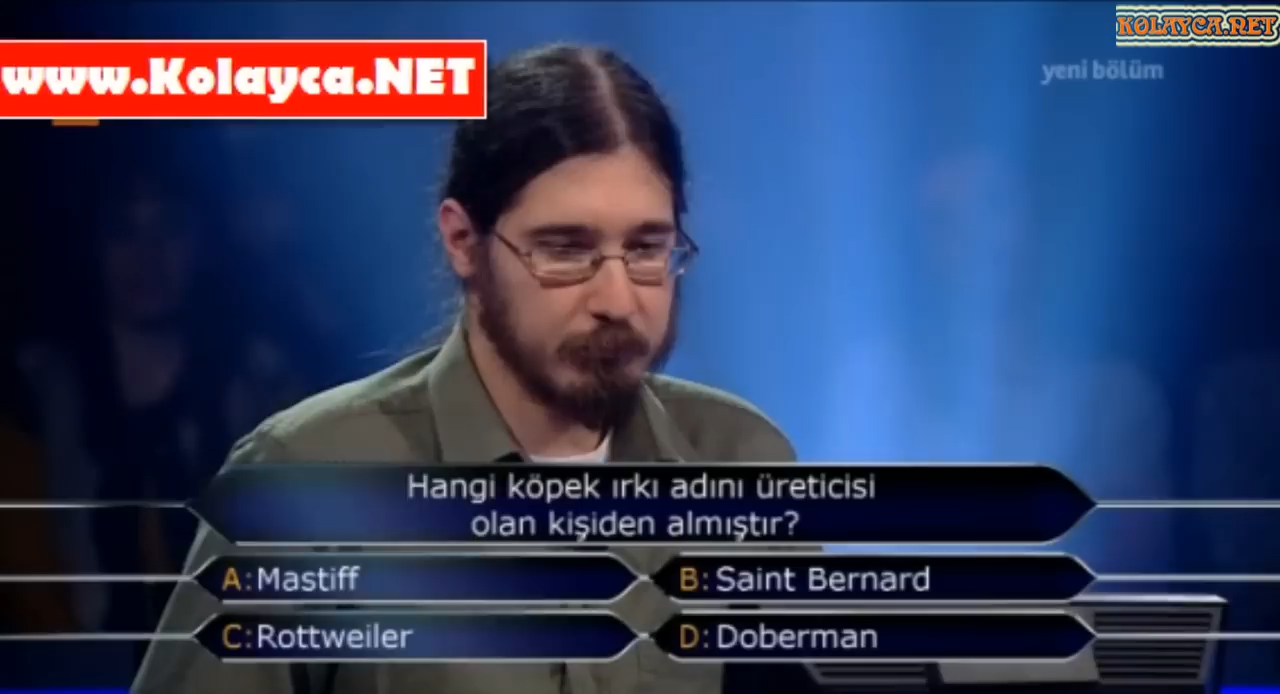 KOLAYCA.NET
www.Kolayca.NET
yeni bölüm
Hangi köpek ırkı adını üreticisi
olan kişiden almıştır?
A: Mastiff
B: Saint Bernard
C: Rottweiler
D: Doberman